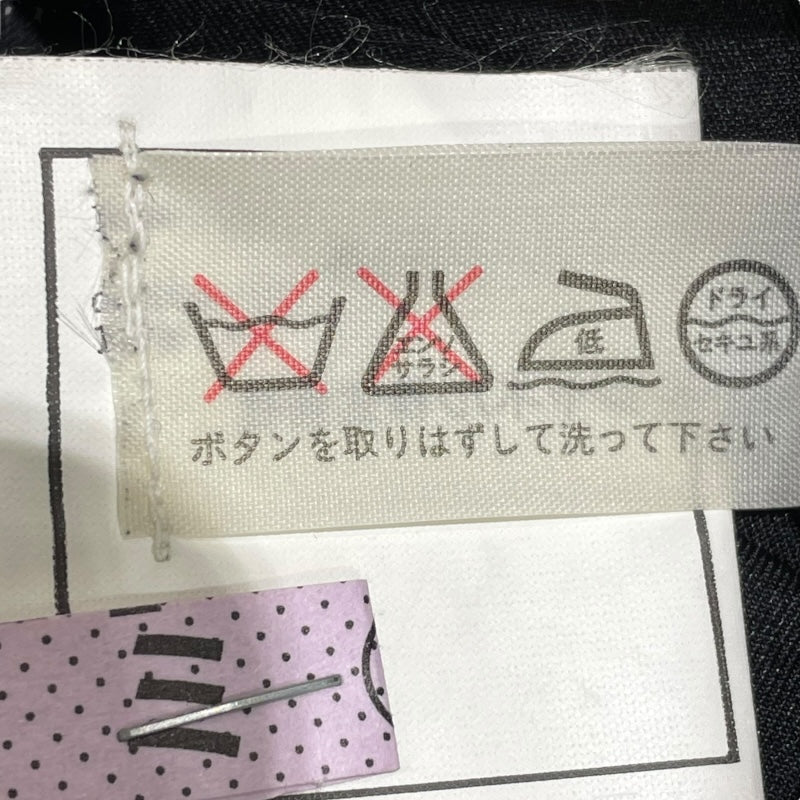 エンソ
サラシ
低
ドライ
セキユ系
ボタンを取りはずして洗って下さい